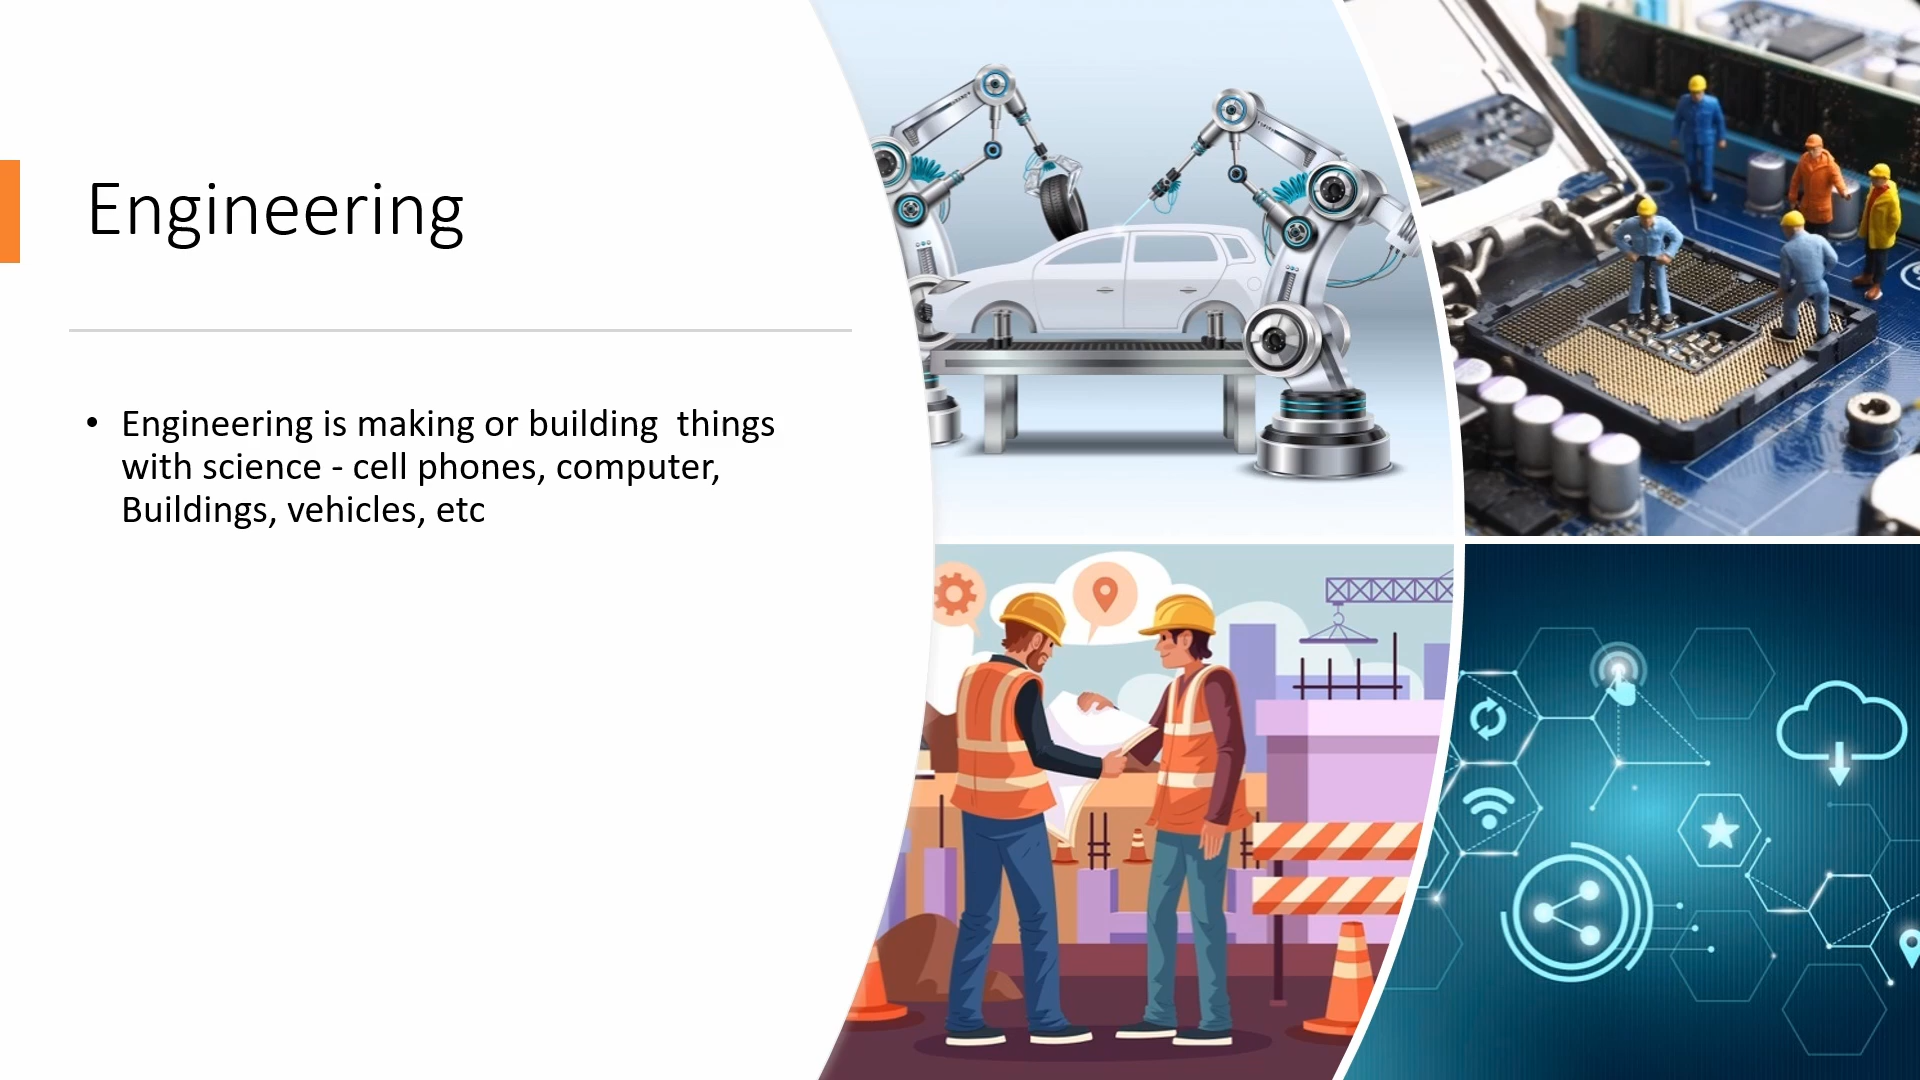 Engineering
• Engineering is making or building  things
with science - cell phones, computer,
Buildings, vehicles, etc